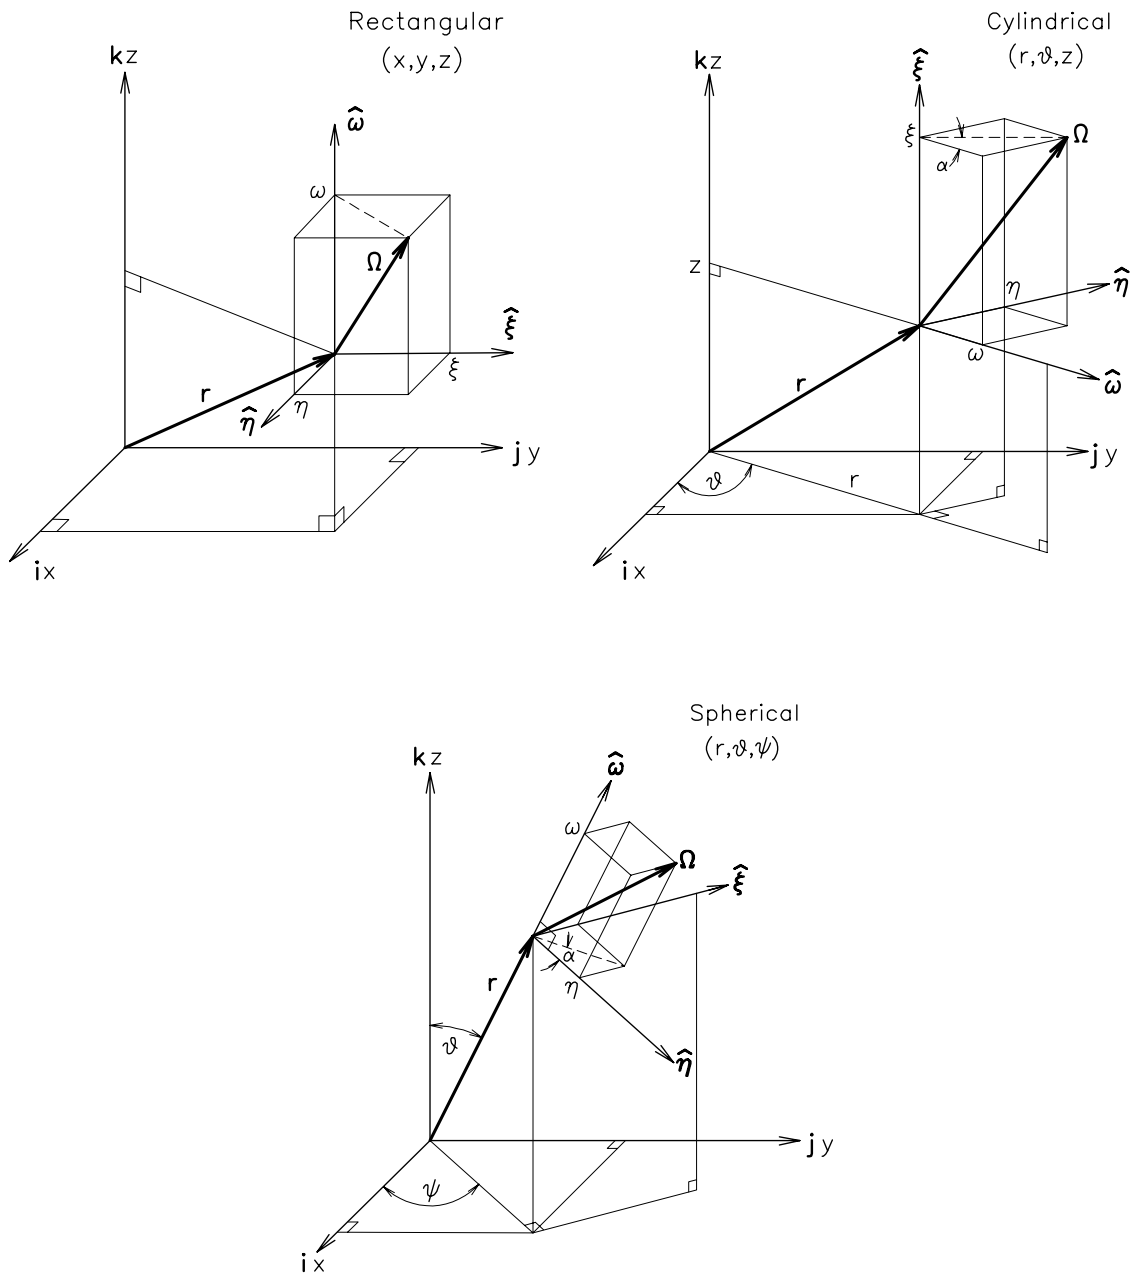 Rectangular
(x,y,z)
kz
ω̂
ω
Ω
ξ̂
ξ
r
η̂
η
jy
ix
Cylindrical
(r,ϑ,z)
kz
ξ̂
ξ
α
Ω
z
η
η̂
ω
ω̂
r
jy
ϑ
r
ix
Spherical
(r,ϑ,ψ)
kz
ω̂
ω
Ω
ξ̂
α
r
η
ϑ
η̂
jy
ψ
ix